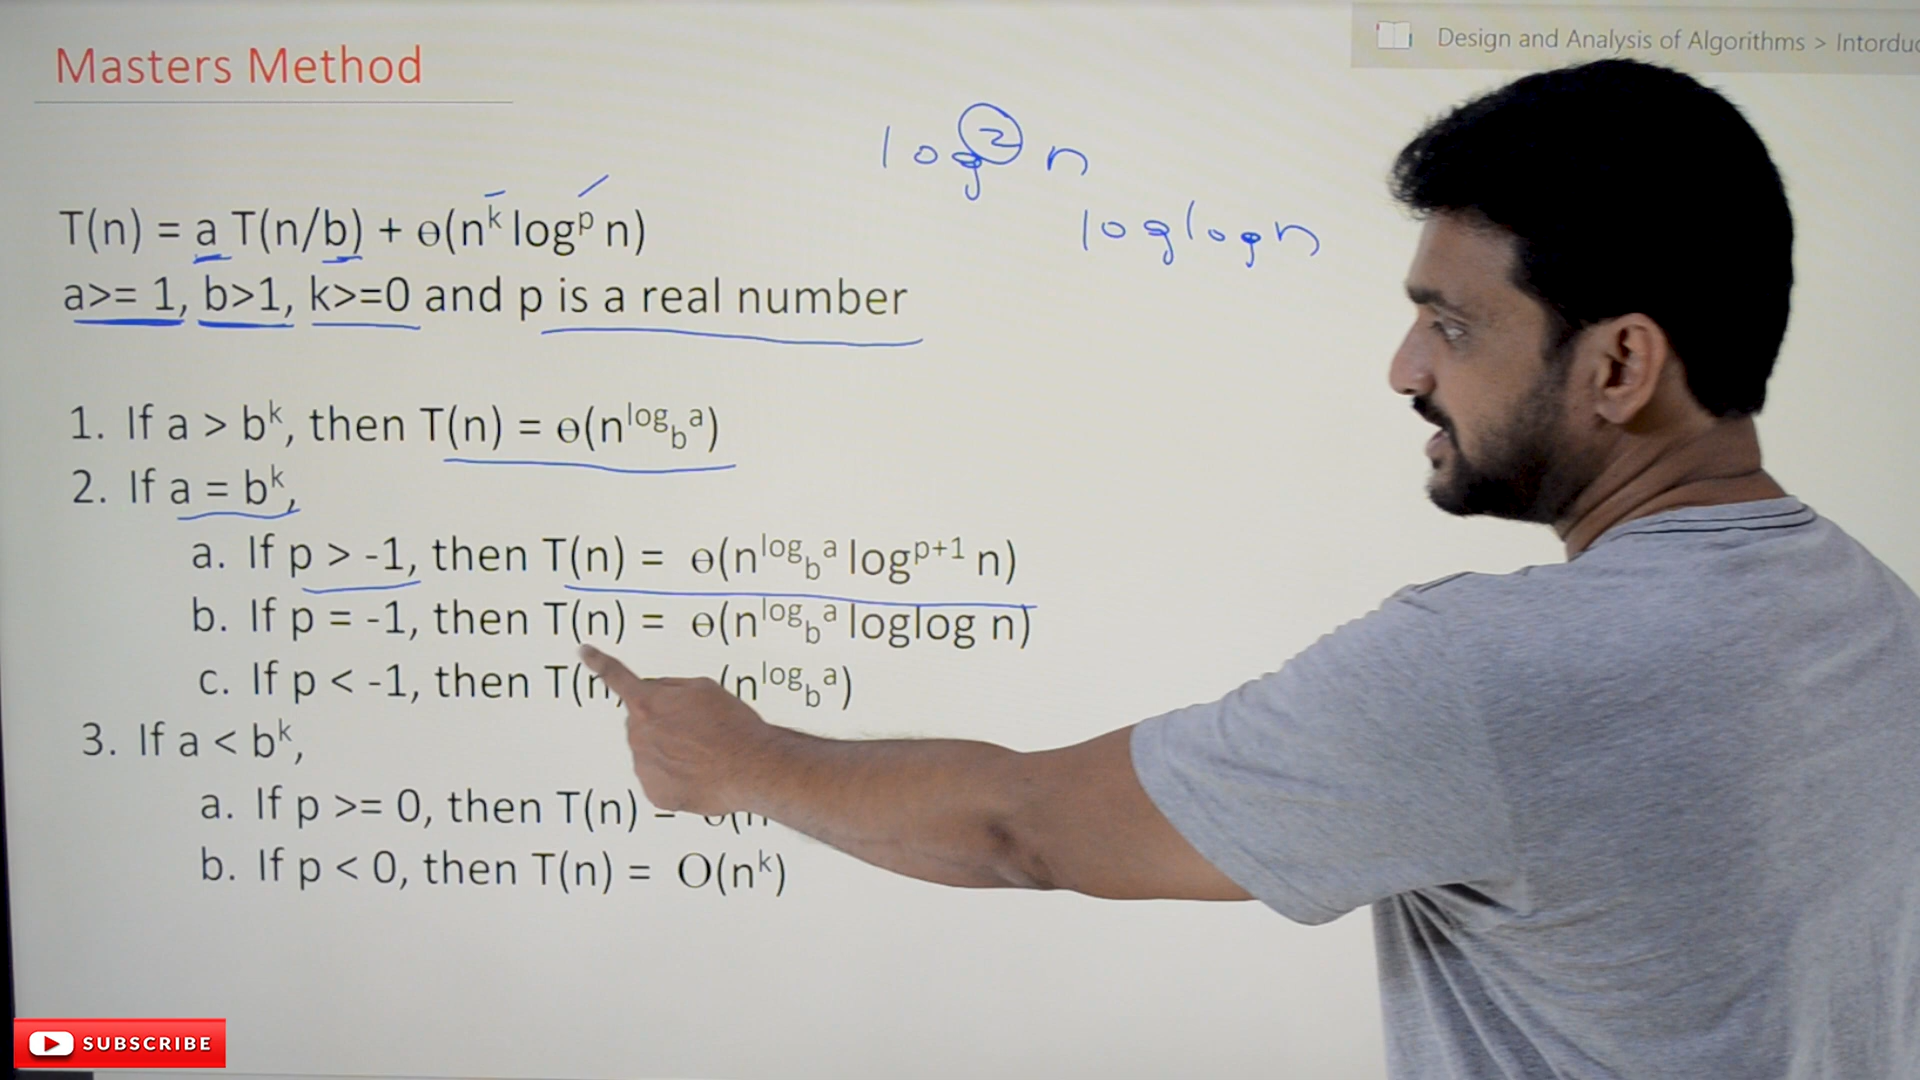 Masters Method
Design and Analysis of Algorithms >
log² n
loglogn
T(n) = a T(n/b) + ɵ(nᵏ logᵖ n)
a>= 1, b>1, k>=0 and p is a real number
1. If a > bᵏ, then T(n) = ɵ(n^log_b a)
2. If a = bᵏ,
a. If p > -1, then T(n) = ɵ(n^log_b a log^p+1 n)
b. If p = -1, then T(n) = ɵ(n^log_b a loglog n)
c. If p < -1, then T(n (n^log_b a)
3. If a < bᵏ,
a. If p >= 0, then T(n) =
b. If p < 0, then T(n) = O(nᵏ)
SUBSCRIBE